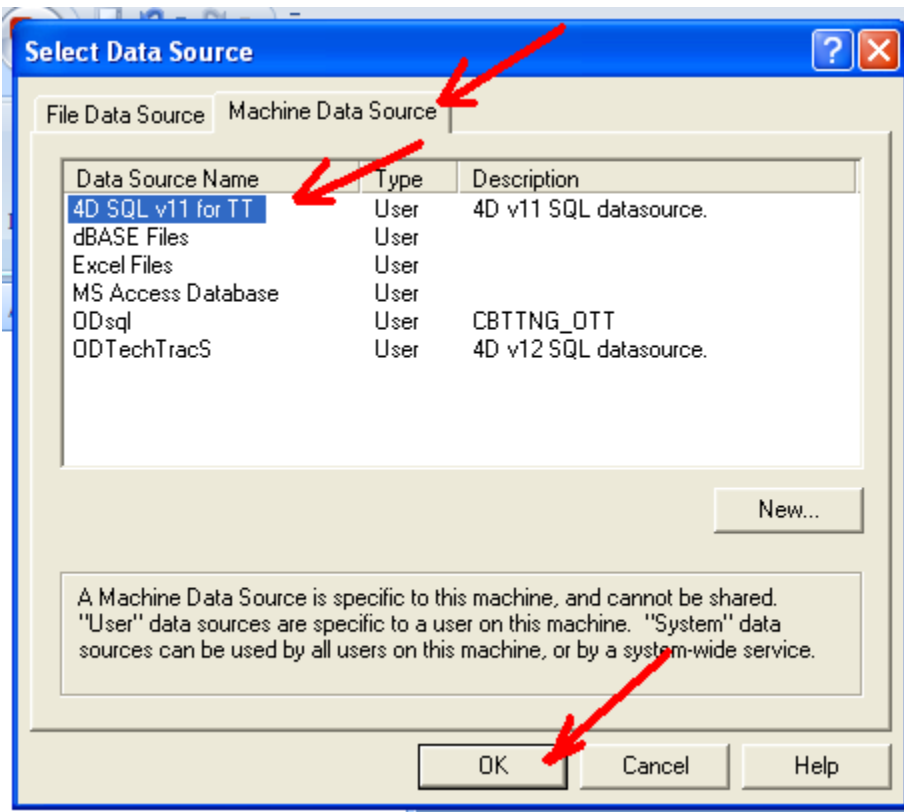 Select Data Source
File Data Source Machine Data Source
Data Source Name Type Description
4D SQL v11 for TT User 4D v11 SQL datasource.
dBASE Files User
Excel Files User
MS Access Database User
ODsql User CBTTNG_OTT
ODTechTracS User 4D v12 SQL datasource.
New...
A Machine Data Source is specific to this machine, and cannot be shared.
"User" data sources are specific to a user on this machine. "System" data
sources can be used by all users on this machine, or by a system-wide service.
OK Cancel Help